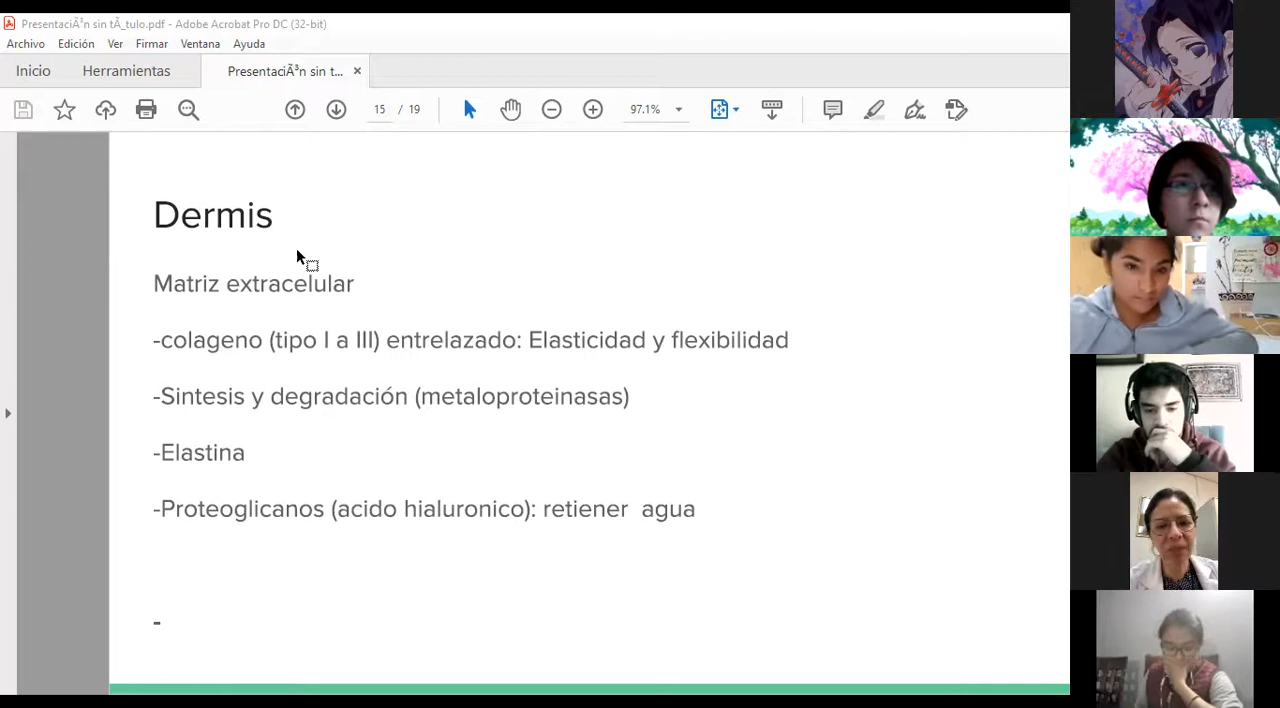 PresentaciÃ³n sin tÃ_tulo.pdf - Adobe Acrobat Pro DC (32-bit)
Archivo Edición Ver Firmar Ventana Ayuda
Inicio Herramientas PresentaciÃ³n sin t... ×
15 / 19 97.1%
Dermis
Matriz extracelular
-colageno (tipo I a III) entrelazado: Elasticidad y flexibilidad
-Sintesis y degradación (metaloproteinasas)
-Elastina
-Proteoglicanos (acido hialuronico): retiener agua
-